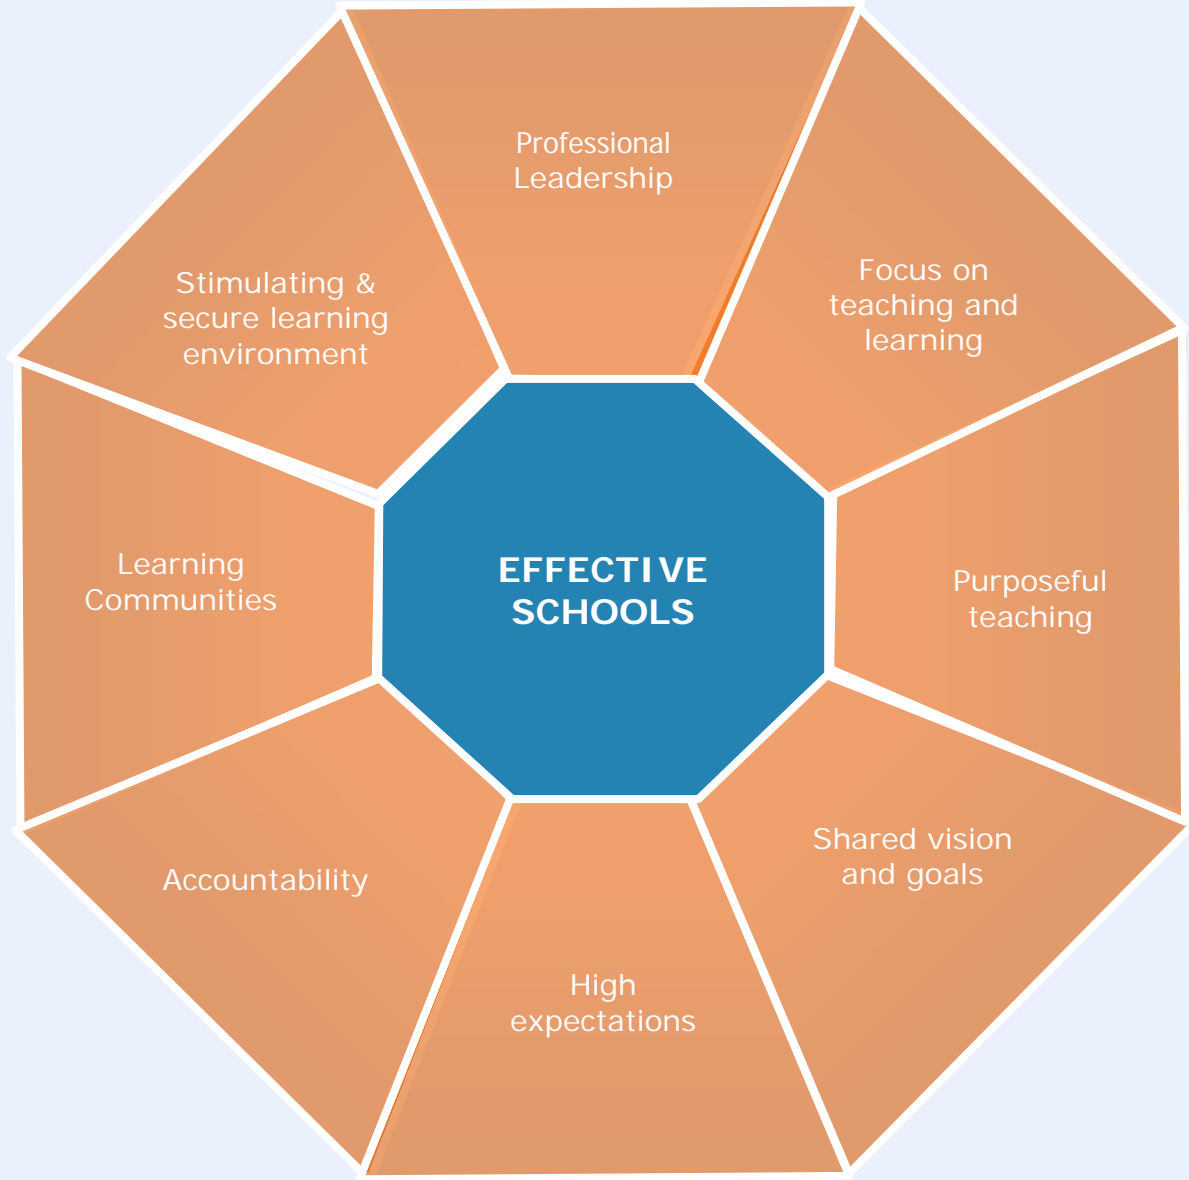 Professional
Leadership
Focus on
teaching and
learning
Purposeful
teaching
Shared vision
and goals
High
expectations
Accountability
Learning
Communities
Stimulating &
secure learning
environment
EFFECTIVE
SCHOOLS